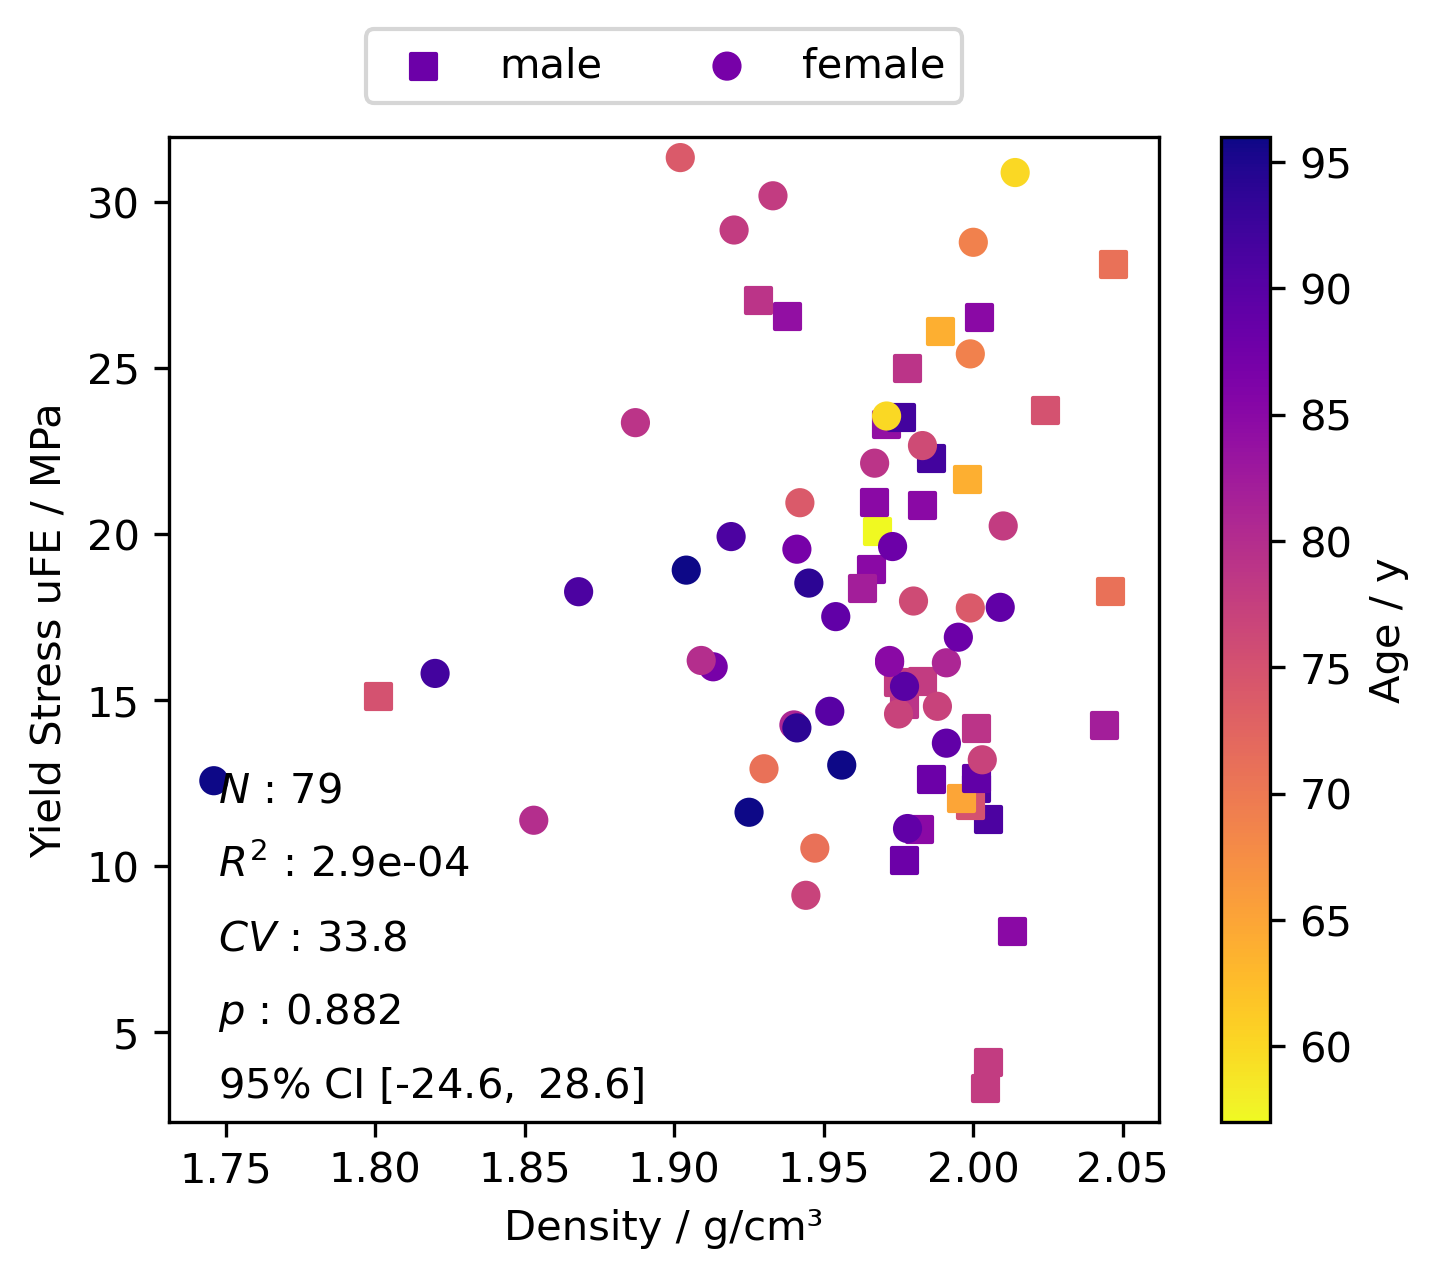 male female
30
25
20
15
10
5
Yield Stress uFE / MPa
N : 79
R² : 2.9e-04
CV : 33.8
p : 0.882
95% CI [-24.6, 28.6]
1.75 1.80 1.85 1.90 1.95 2.00 2.05
Density / g/cm³
95
90
85
80
75
70
65
60
Age / y